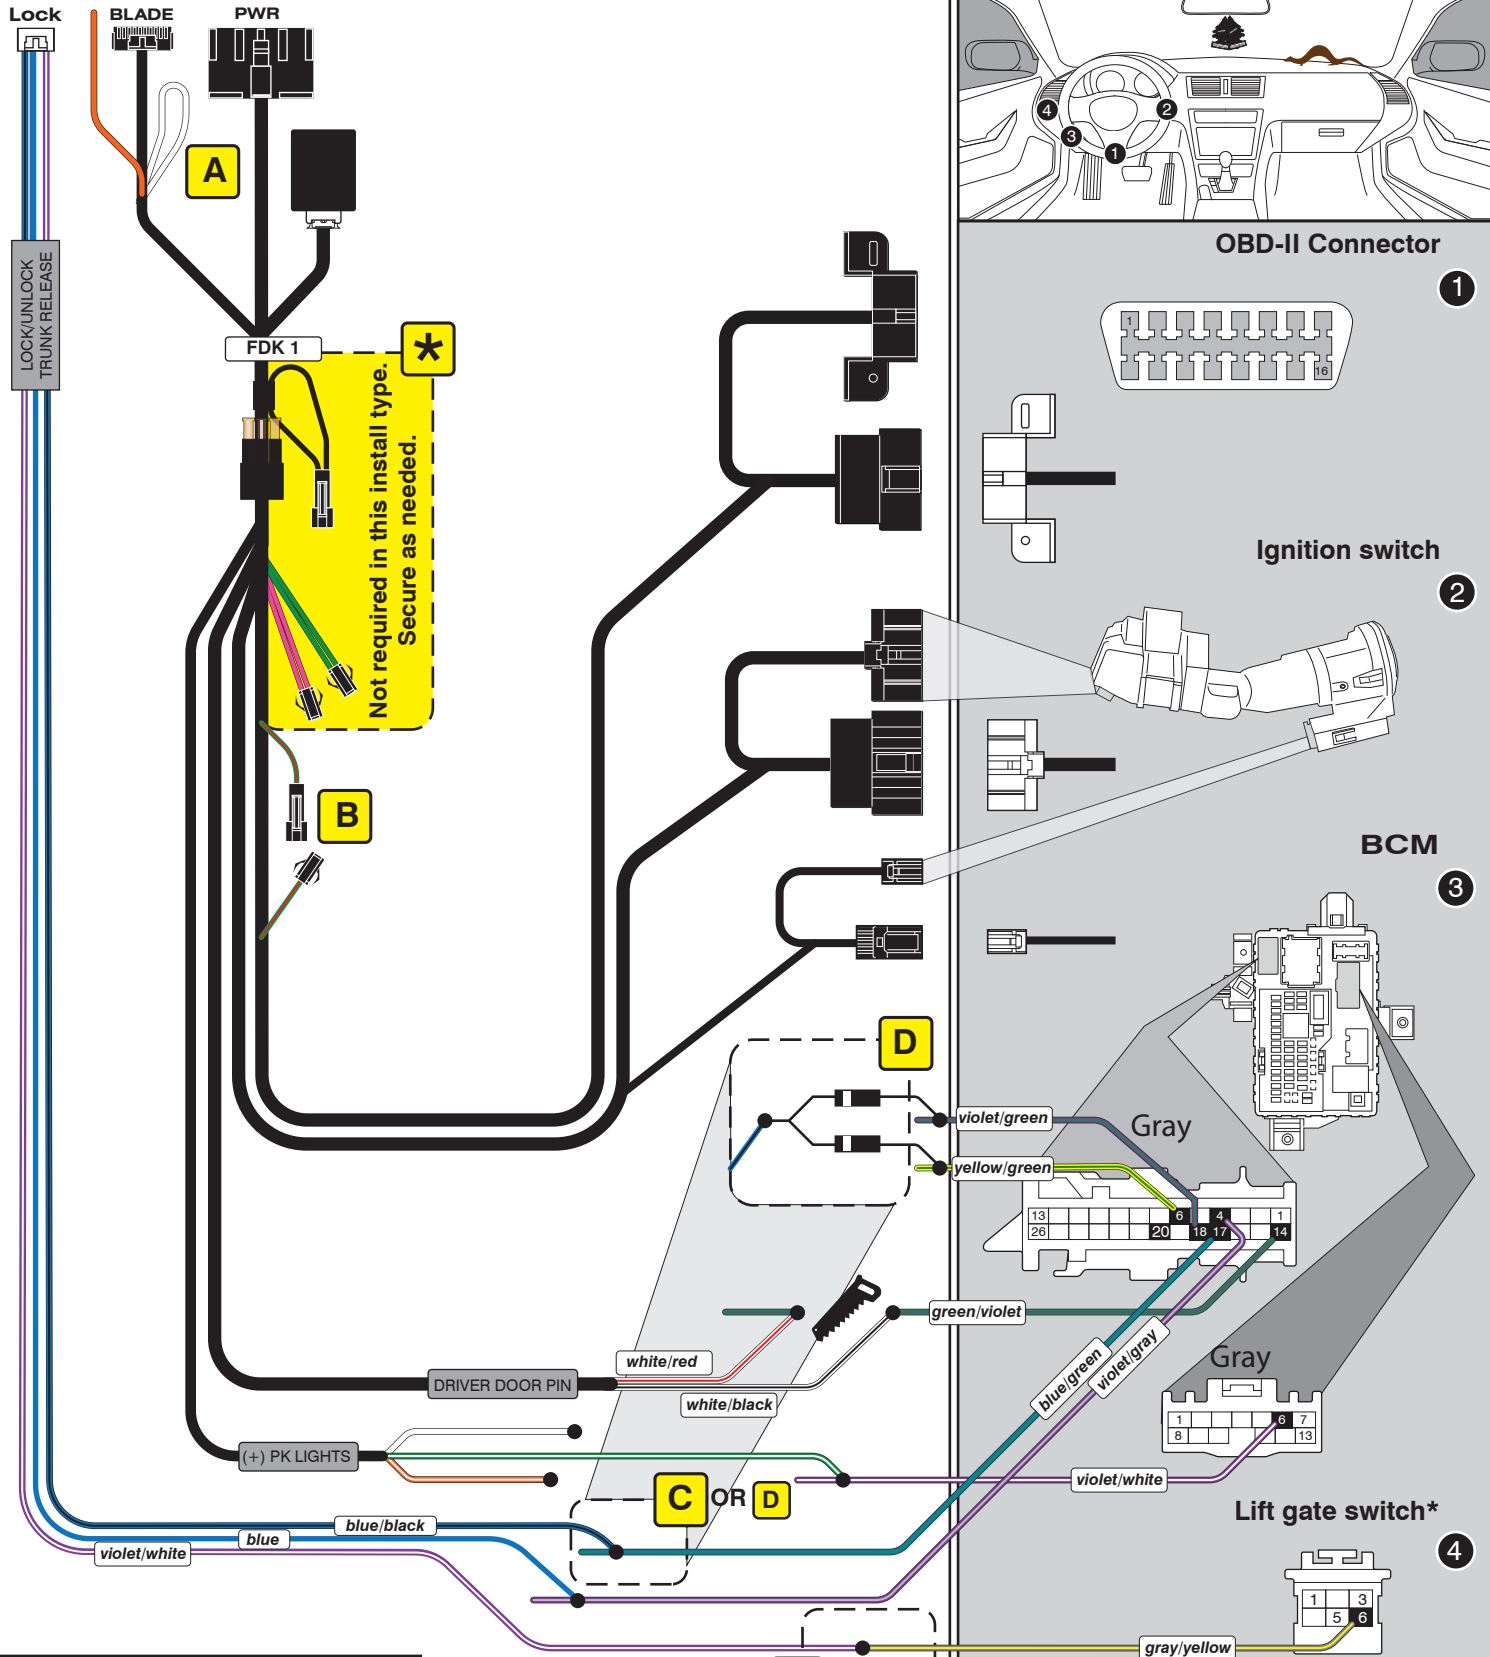 Lock
BLADE
PWR
A
LOCK/UNLOCK
TRUNK RELEASE
FDK 1
*
Not required in this install type.
Secure as needed.
B
4
2
3
1
OBD-II Connector
1
1
16
Ignition switch
2
BCM
3
D
violet/green
Gray
yellow/green
13
6
4
1
26
20
18
17
14
green/violet
white/red
DRIVER DOOR PIN
white/black
blue/green
violet/gray
Gray
1
6
7
8
13
(+) PK LIGHTS
violet/white
C OR D
Lift gate switch*
4
blue/black
blue
violet/white
1
3
5
6
gray/yellow